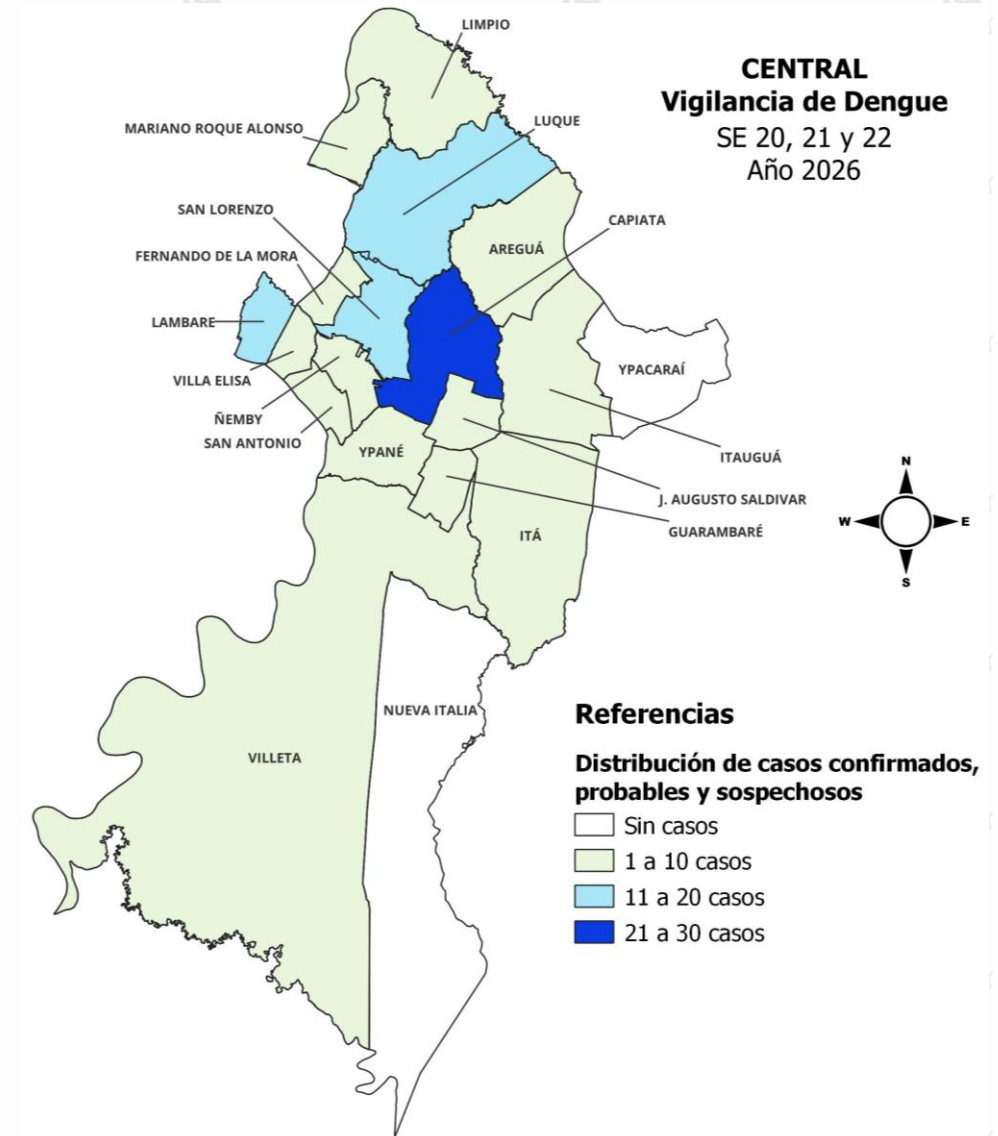 CENTRAL
Vigilancia de Dengue
SE 20, 21 y 22
Año 2026
LIMPIO
LUQUE
MARIANO ROQUE ALONSO
SAN LORENZO
CAPIATA
FERNANDO DE LA MORA
AREGUÁ
LAMBARE
YPACARAÍ
VILLA ELISA
ÑEMBY
SAN ANTONIO
YPANÉ
ITAUGUÁ
J. AUGUSTO SALDIVAR
GUARAMBARÉ
ITÁ
N
W
E
S
NUEVA ITALIA
VILLETA
Referencias
Distribución de casos confirmados,
probables y sospechosos
Sin casos
1 a 10 casos
11 a 20 casos
21 a 30 casos